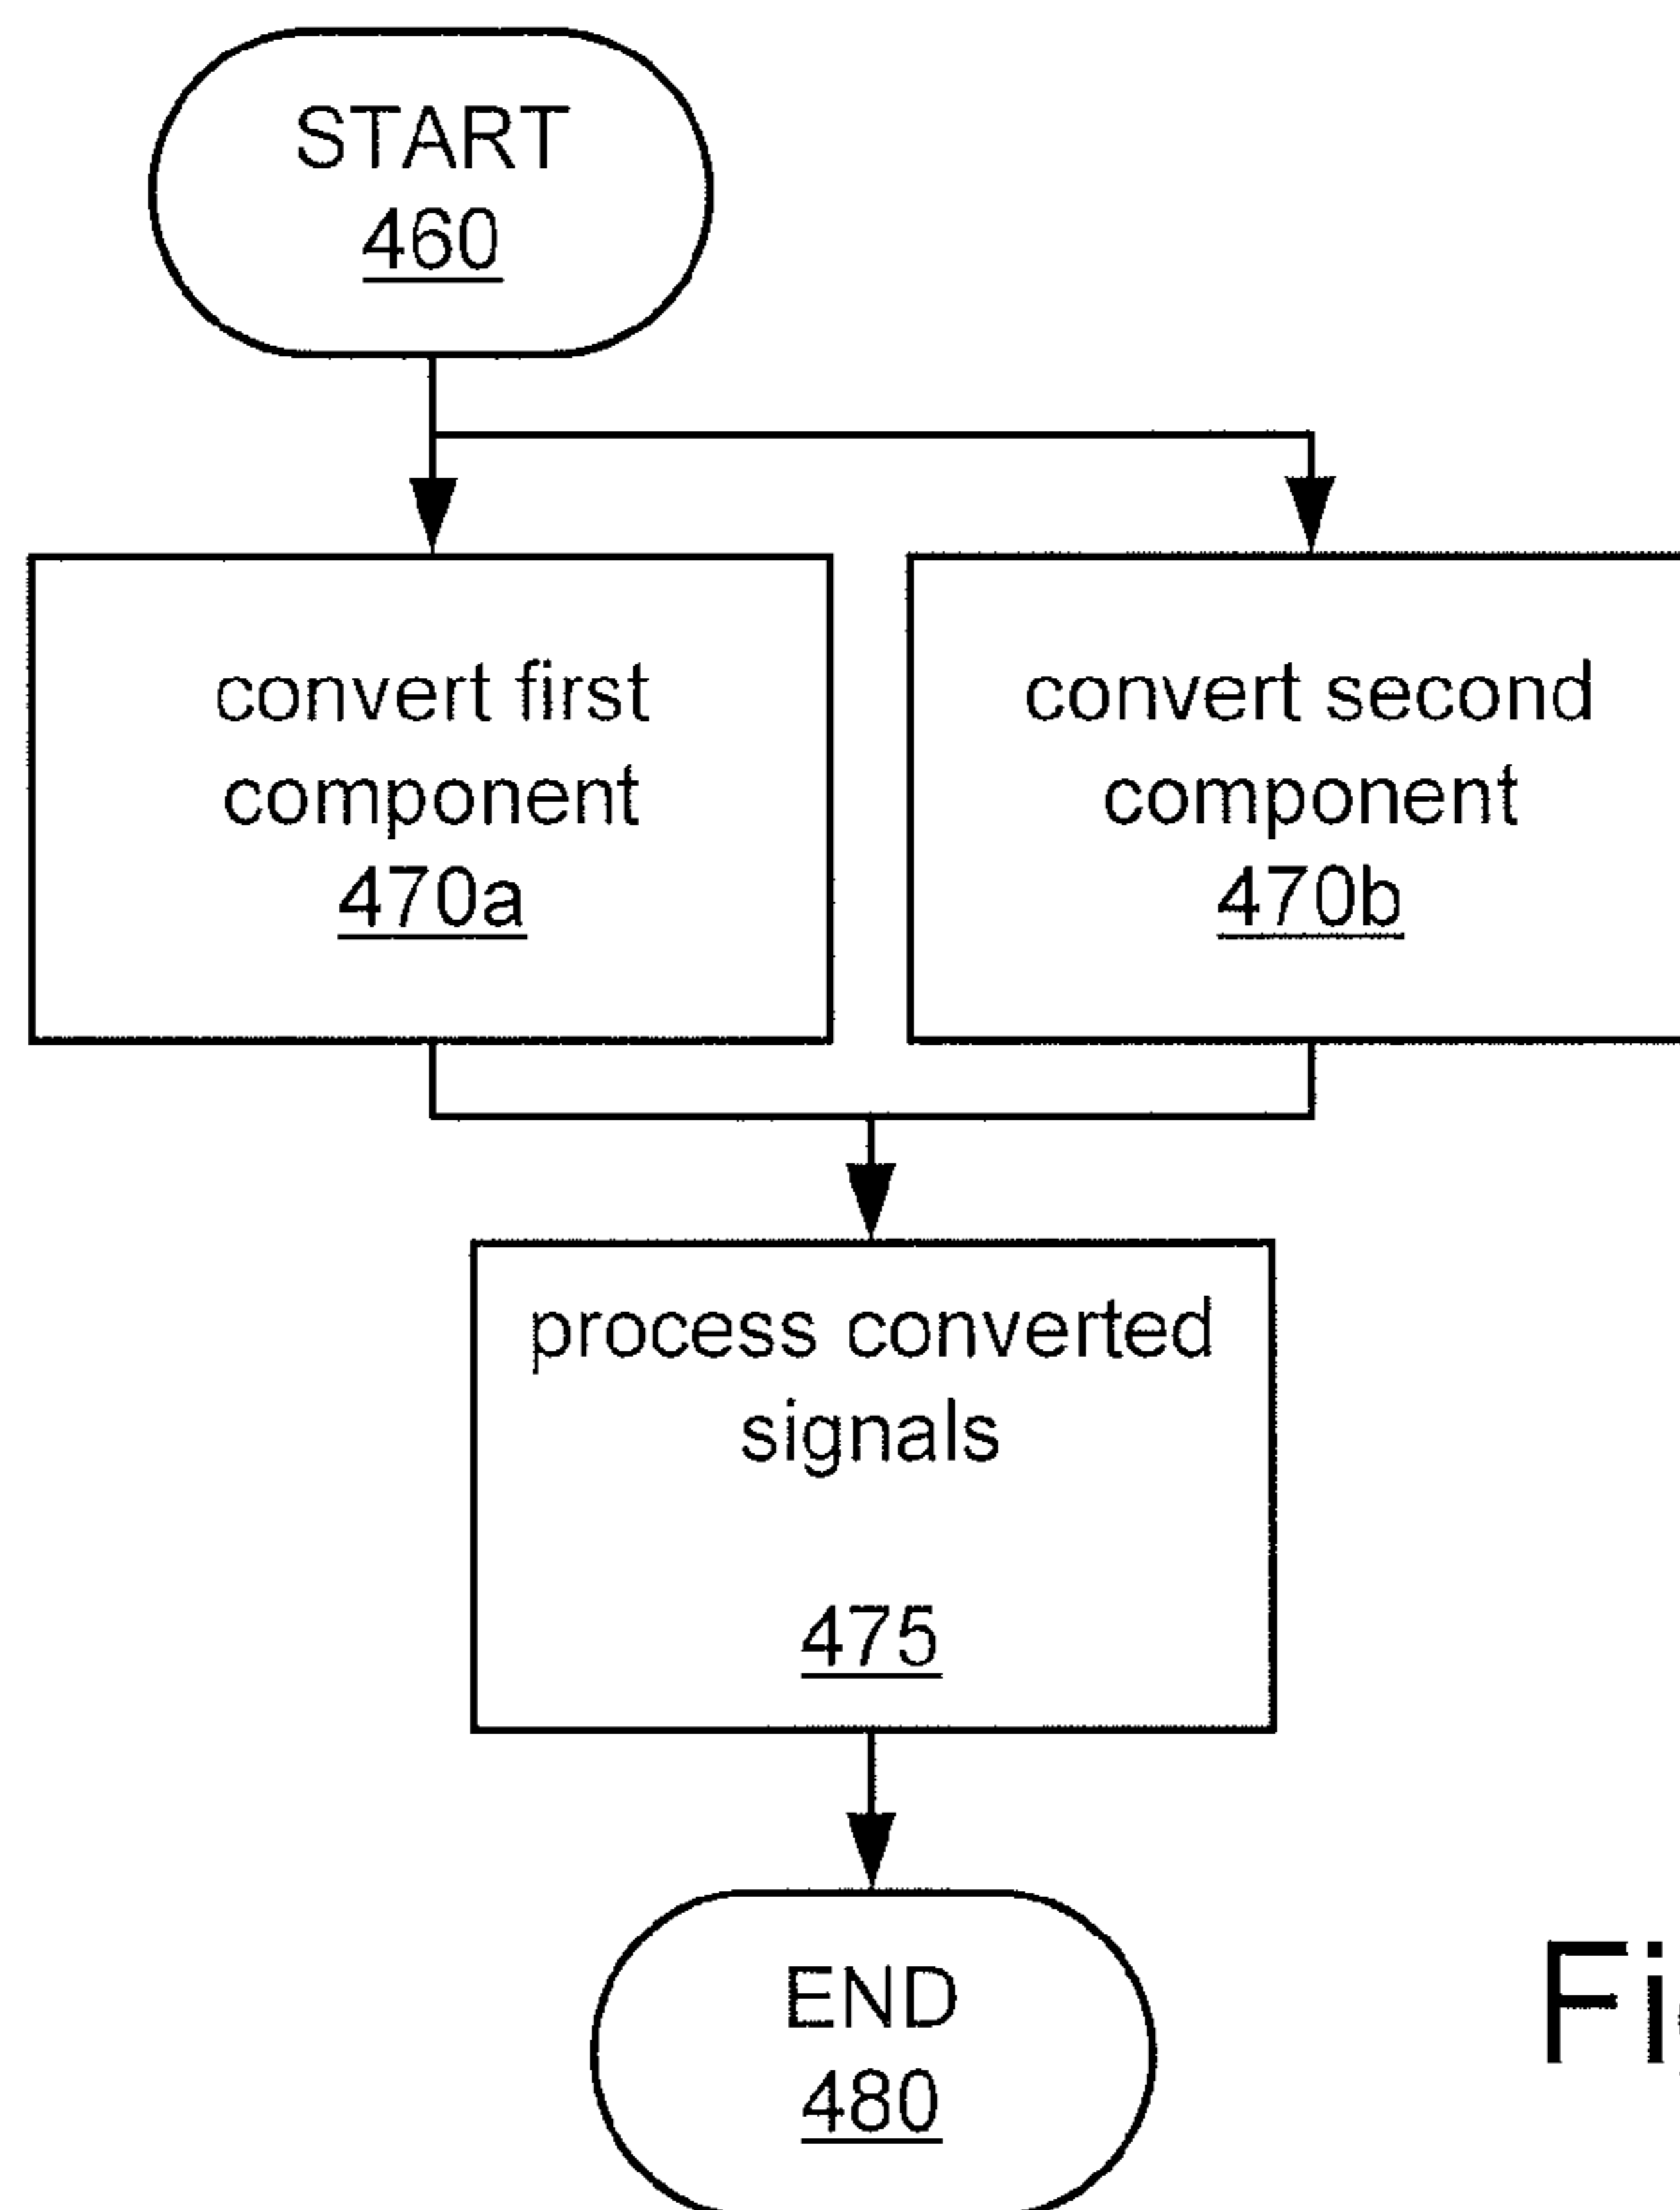 START
460
convert first
component
470a
convert second
component
470b
process converted
signals
475
END
480